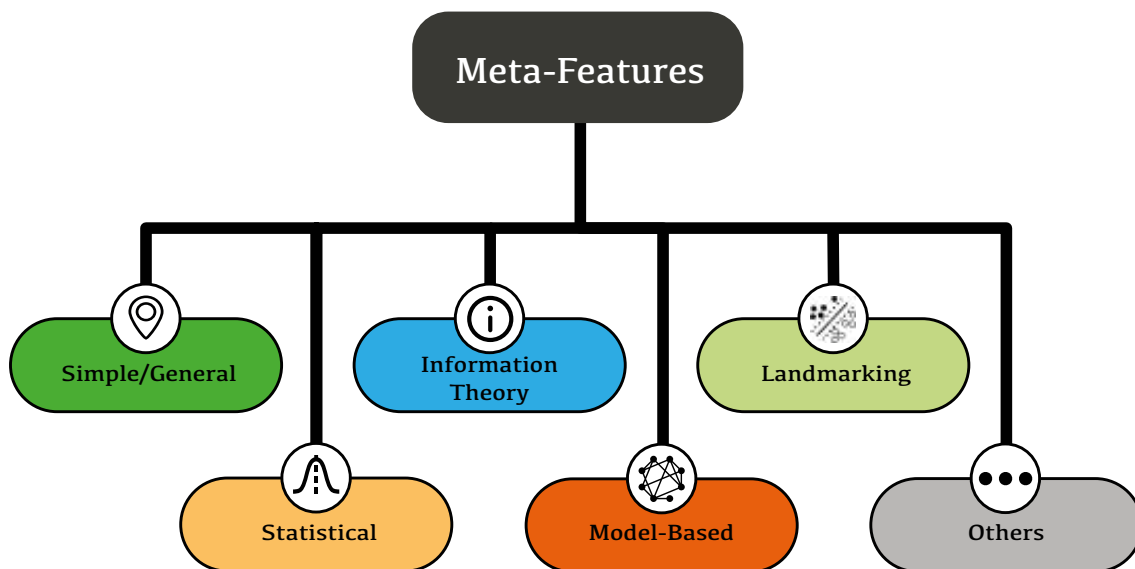 Meta-Features
Simple/General
Information
Theory
Landmarking
Statistical
Model-Based
Others